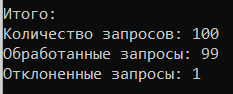 Итого:
Количество запросов: 100
Обработанные запросы: 99
Отклоненные запросы: 1